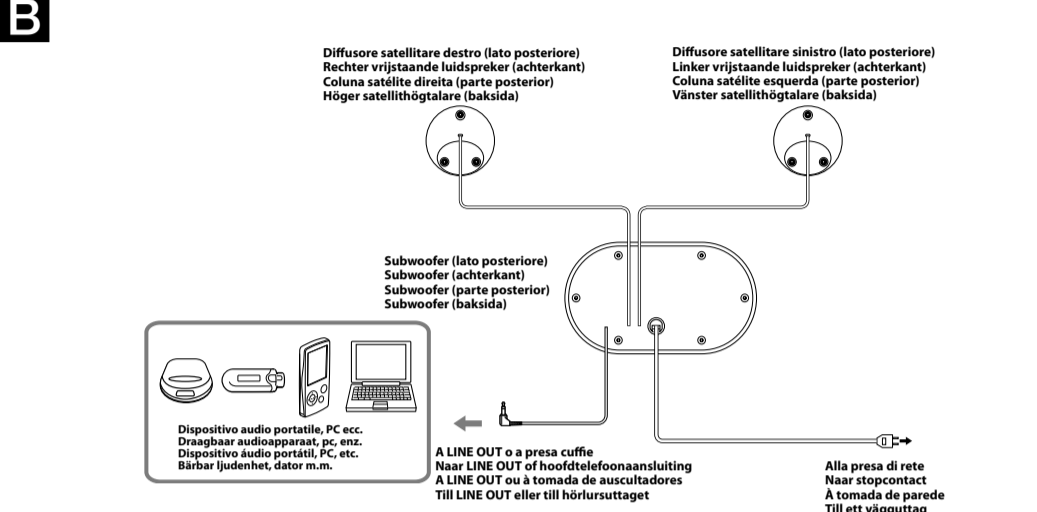 B
Diffusore satellitare destro (lato posteriore)
Rechter vrijstaande luidspreker (achterkant)
Coluna satélite direita (parte posterior)
Höger satellithögtalare (baksida)
Diffusore satellitare sinistro (lato posteriore)
Linker vrijstaande luidspreker (achterkant)
Coluna satélite esquerda (parte posterior)
Vänster satellithögtalare (baksida)
Subwoofer (lato posteriore)
Subwoofer (achterkant)
Subwoofer (parte posterior)
Subwoofer (baksida)
Dispositivo audio portatile, PC ecc.
Draagbaar audioapparaat, pc, enz.
Dispositivo áudio portátil, PC, etc.
Bärbar ljudenhet, dator m.m.
A LINE OUT o a presa cuffie
Naar LINE OUT of hoofdtelefoonaansluiting
A LINE OUT ou à tomada de auscultadores
Till LINE OUT eller till hörlursuttaget
Alla presa di rete
Naar stopcontact
À tomada de parede
Till ett vägguttag